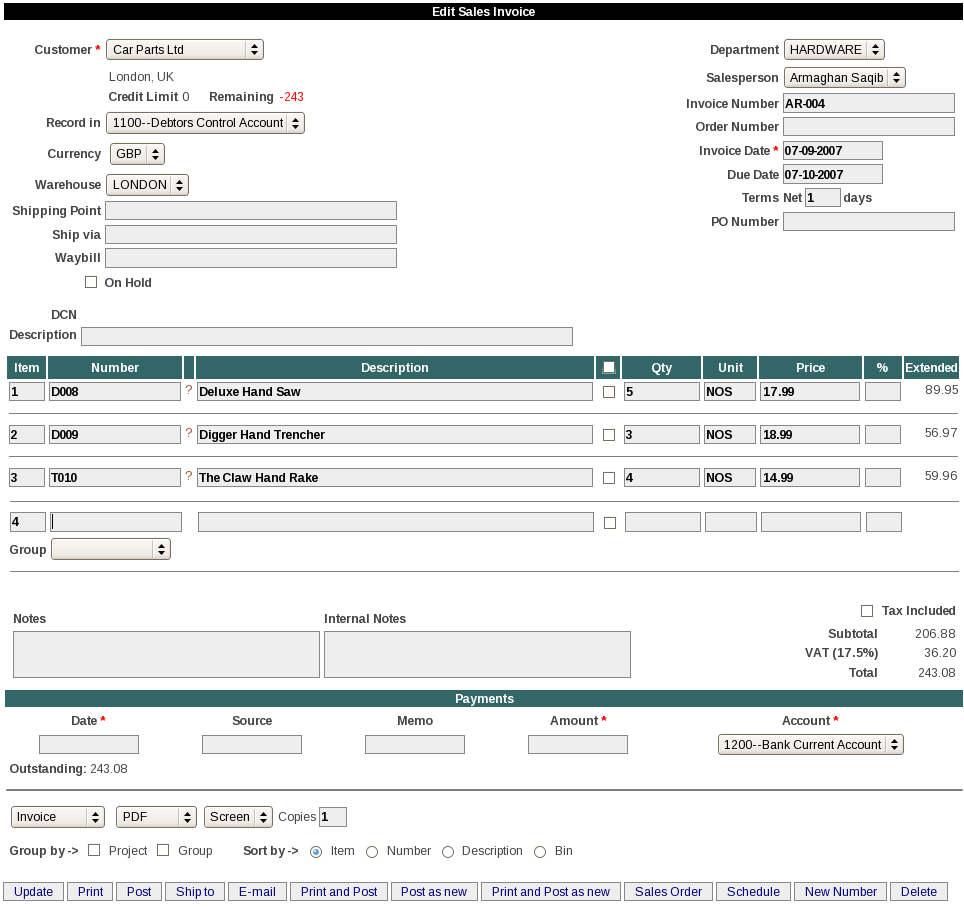 Edit Sales Invoice
Customer * Car Parts Ltd Department HARDWARE
London, UK Salesperson Armaghan Saqib
Credit Limit 0 Remaining -243 Invoice Number AR-004
Record in 1100--Debtors Control Account Order Number
Currency GBP Invoice Date * 07-09-2007
Due Date 07-10-2007
Warehouse LONDON Terms Net 1 days
Shipping Point PO Number
Ship via
Waybill
On Hold
DCN
Description
Item Number Description Qty Unit Price % Extended
1 D008 ? Deluxe Hand Saw 5 NOS 17.99 89.95
2 D009 ? Digger Hand Trencher 3 NOS 18.99 56.97
3 T010 ? The Claw Hand Rake 4 NOS 14.99 59.96
4
Group
Tax Included
Notes Internal Notes
Subtotal 206.88
VAT (17.5%) 36.20
Total 243.08
Payments
Date * Source Memo Amount * Account *
1200--Bank Current Account
Outstanding: 243.08
Invoice PDF Screen Copies 1
Group by -> Project Group Sort by -> Item Number Description Bin
Update Print Post Ship to E-mail Print and Post Post as new Print and Post as new Sales Order Schedule New Number Delete